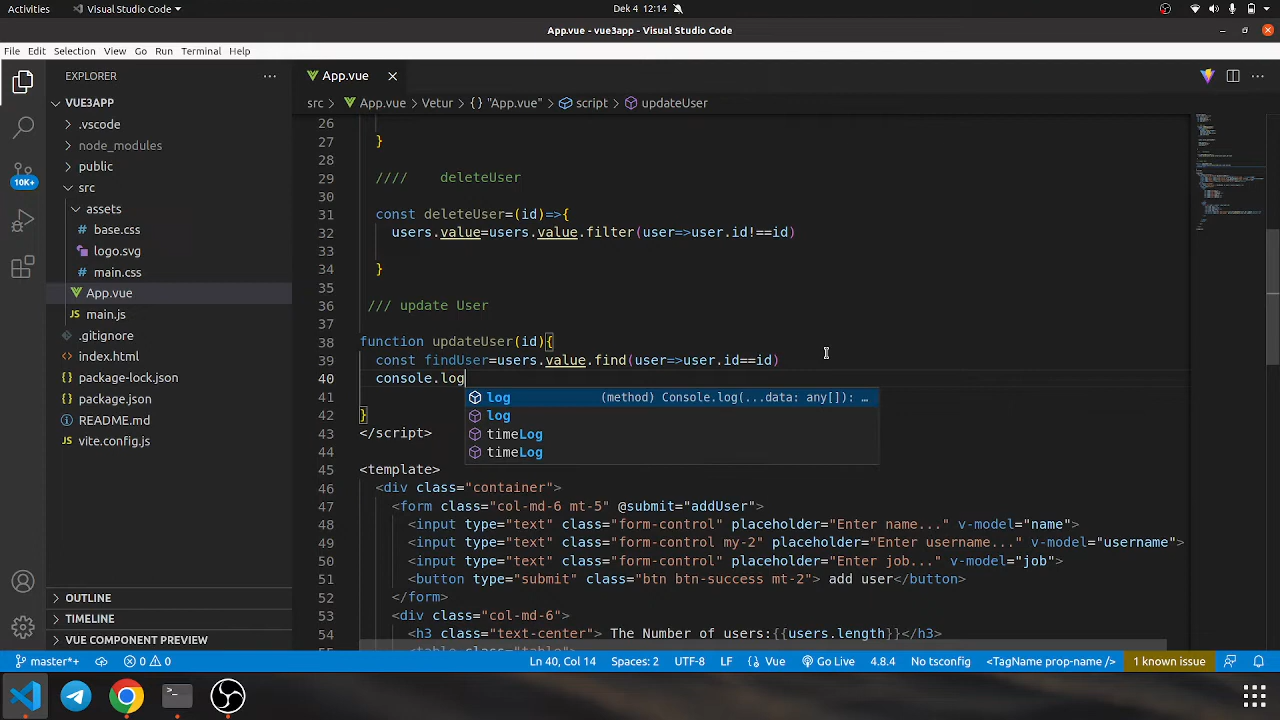 Activities
Visual Studio Code
Dek 4 12:14
App.vue - vue3app - Visual Studio Code
File Edit Selection View Go Run Terminal Help
EXPLORER
VUE3APP
.vscode
node_modules
public
src
assets
base.css
logo.svg
main.css
App.vue
main.js
.gitignore
index.html
package-lock.json
package.json
README.md
vite.config.js
OUTLINE
TIMELINE
VUE COMPONENT PREVIEW
10K+
App.vue
src > App.vue > Vetur > {} "App.vue" > script > updateUser
26
27 }
28
29 //// deleteUser
30
31 const deleteUser=(id)=>{
32 users.value=users.value.filter(user=>user.id!==id)
33
34 }
35
36 /// update User
37
38 function updateUser(id){
39 const findUser=users.value.find(user=>user.id==id)
40 console.log
41
42 }
43 </script>
44
45 <template>
46 <div class="container">
47 <form class="col-md-6 mt-5" @submit="addUser">
48 <input type="text" class="form-control" placeholder="Enter name..." v-model="name">
49 <input type="text" class="form-control my-2" placeholder="Enter username..." v-model="username">
50 <input type="text" class="form-control" placeholder="Enter job..." v-model="job">
51 <button type="submit" class="btn btn-success mt-2"> add user</button>
52 </form>
53 <div class="col-md-6">
54 <h3 class="text-center"> The Number of users:{{users.length}}</h3>
log (method) Console.log(...data: any[]): …
log
timeLog
timeLog
master*+ 0 0 Ln 40, Col 14 Spaces: 2 UTF-8 LF {} Vue Go Live 4.8.4 No tsconfig <TagName prop-name /> 1 known issue